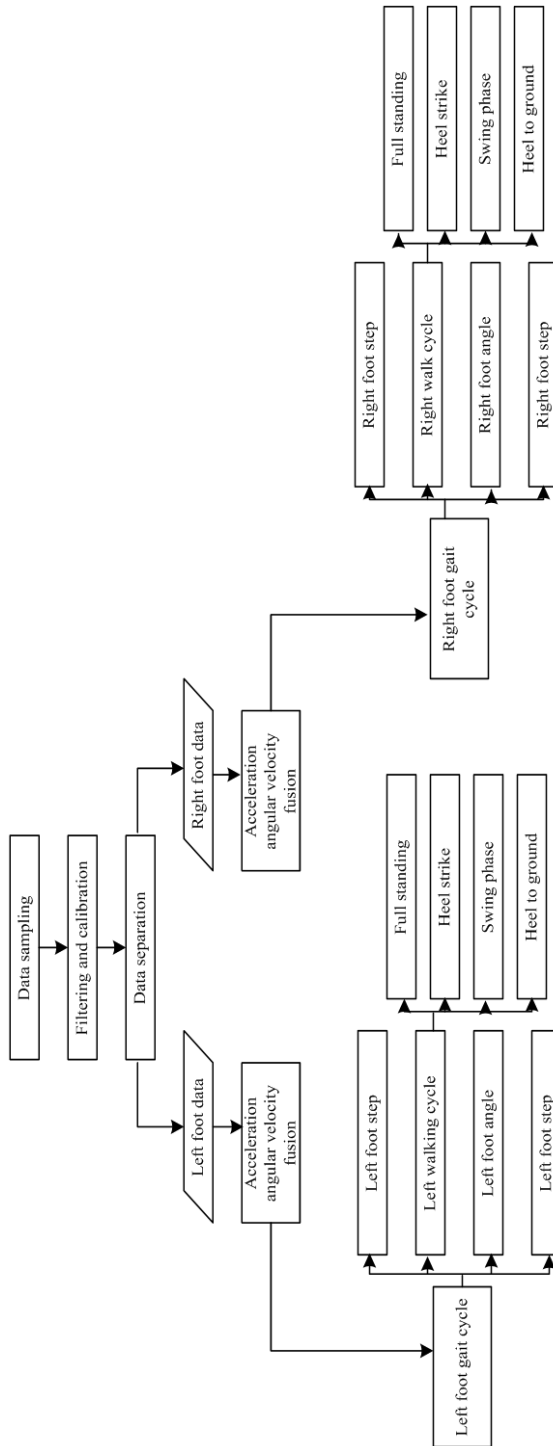 Data sampling
Filtering and calibration
Data separation
Left foot data
Right foot data
Acceleration
angular velocity
fusion
Acceleration
angular velocity
fusion
Left foot gait cycle
Left foot step
Left walking cycle
Left foot angle
Left foot step
Full standing
Heel strike
Swing phase
Heel to ground
Right foot gait
cycle
Right foot step
Right walk cycle
Right foot angle
Right foot step
Full standing
Heel strike
Swing phase
Heel to ground